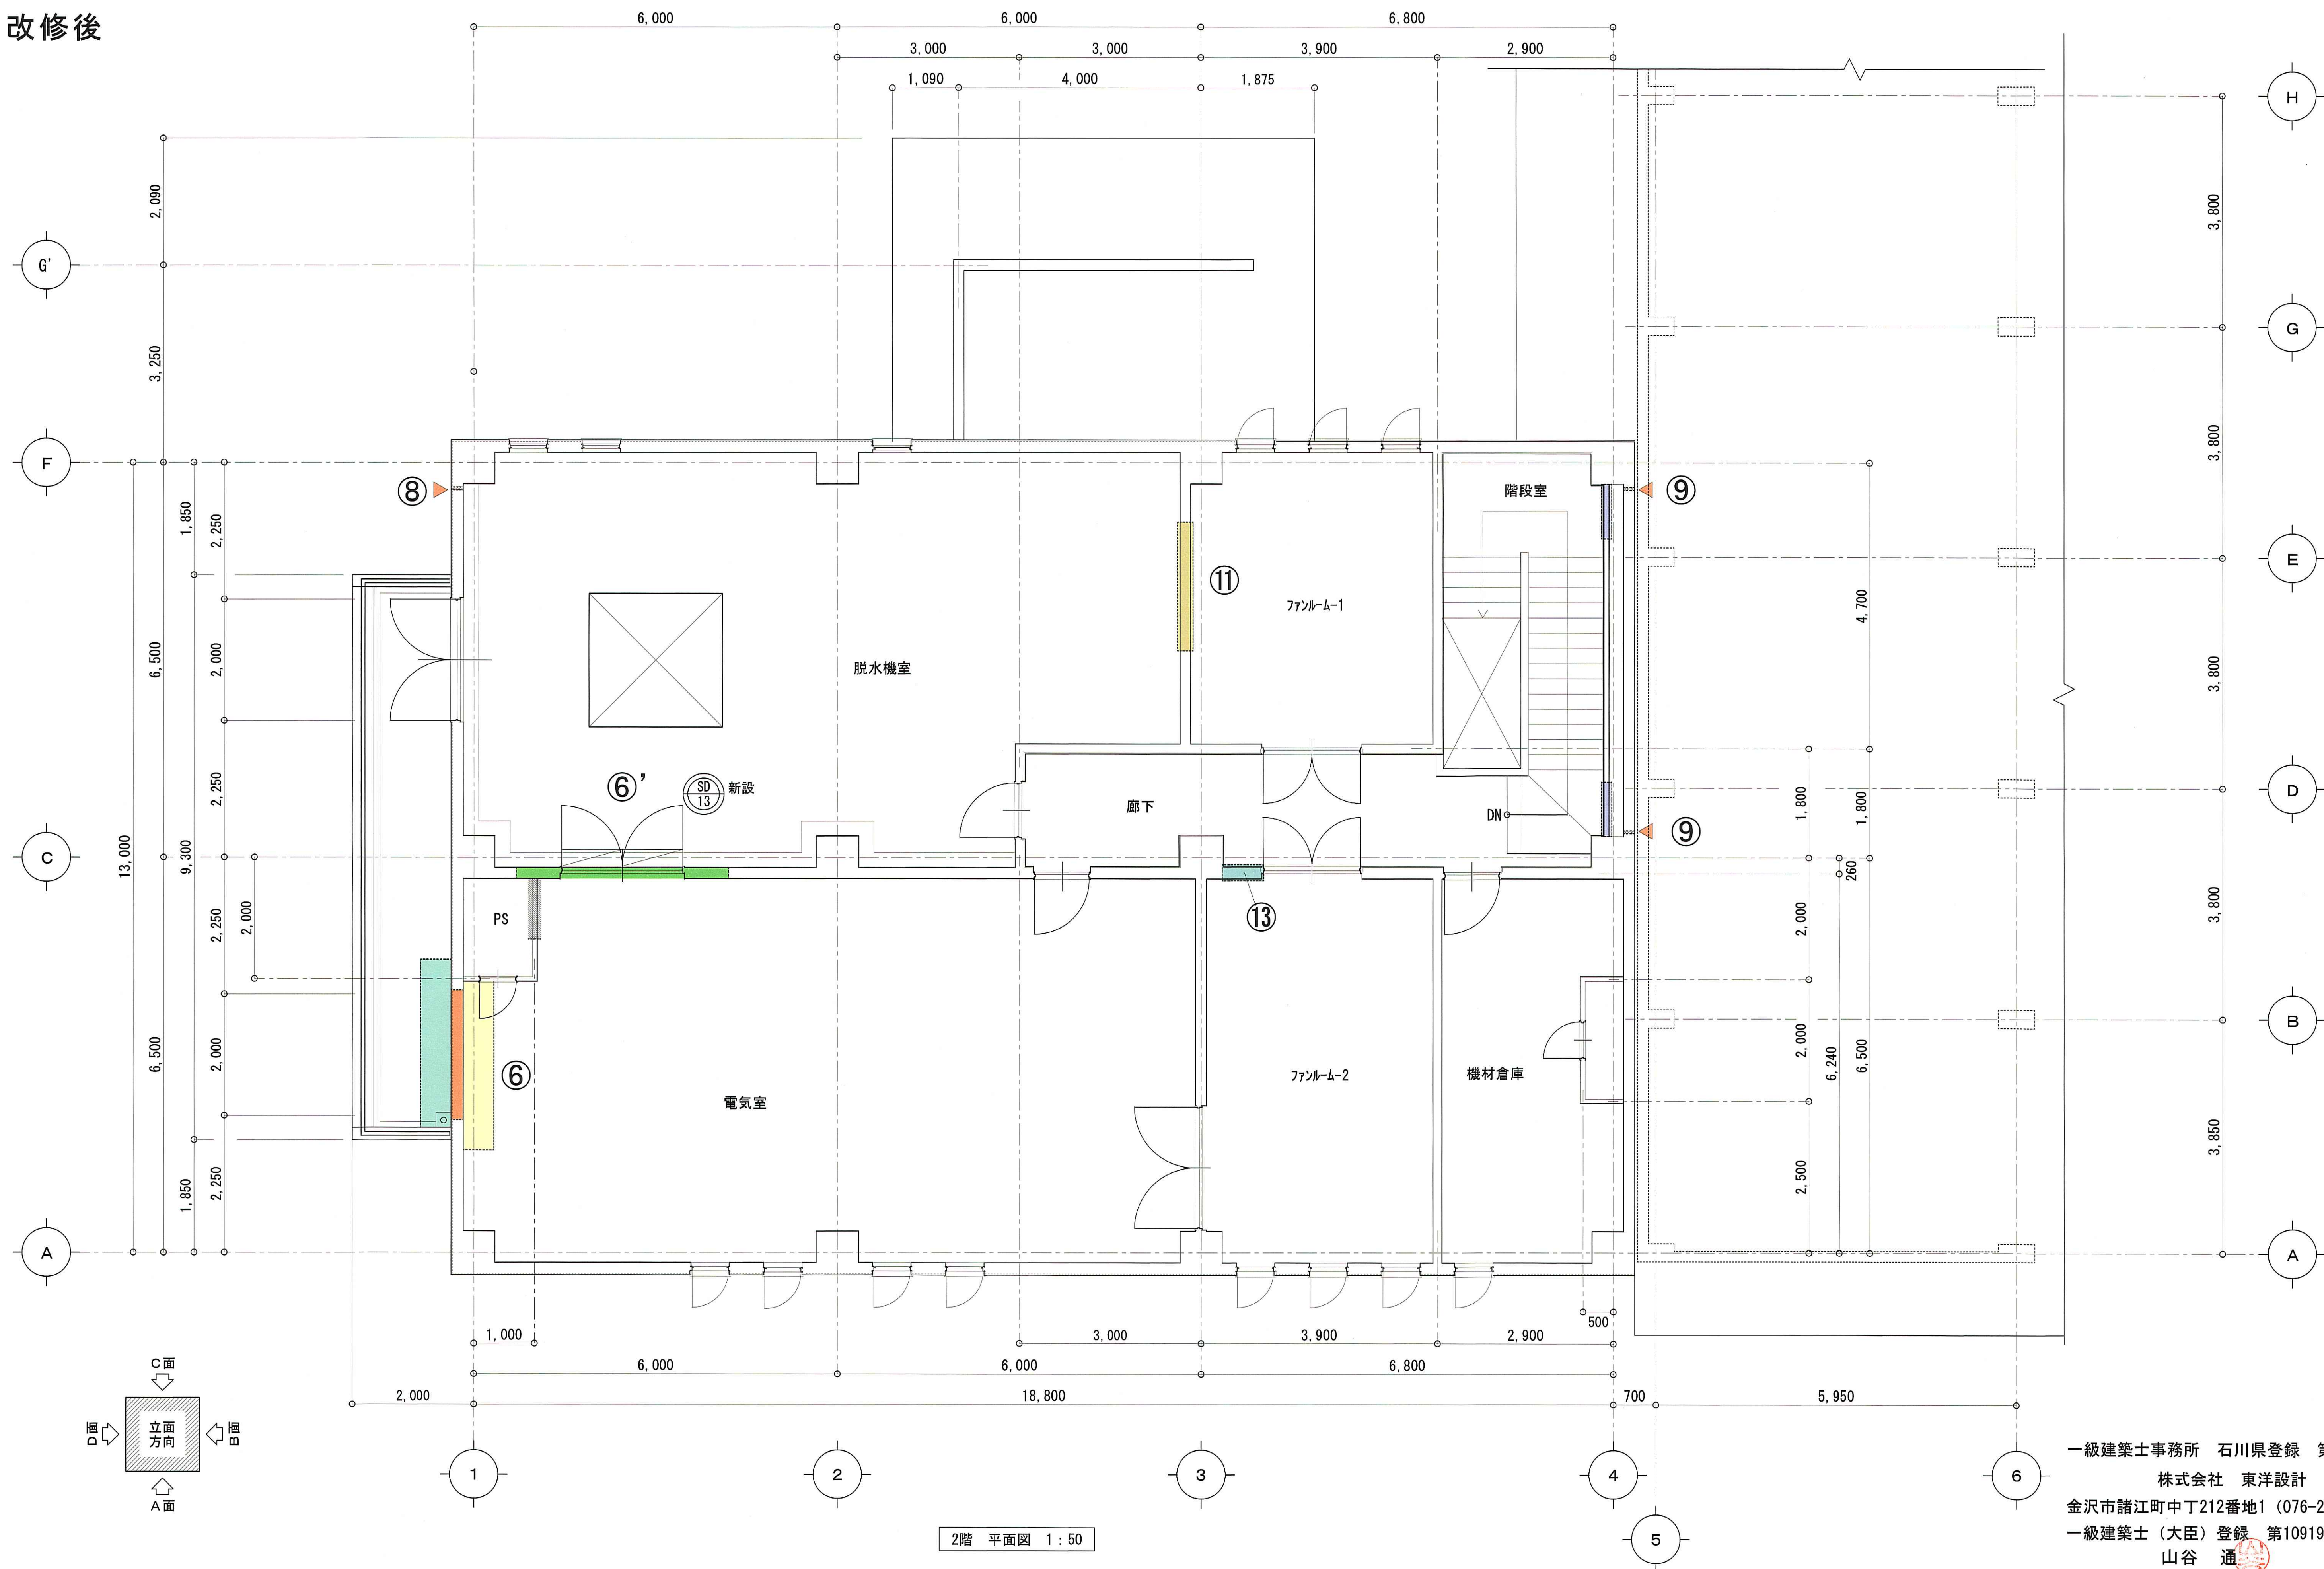 改修後
6,000
6,000
6,800
3,000
3,000
3,900
2,900
1,090
4,000
1,875
H
2,090
3,800
G'
G
3,250
3,800
F
⑧
1,850
2,250
階段室
⑨
E
⑪
ファンルーム-1
4,700
6,500
2,000
脱水機室
3,800
⑥’
SD
13
新設
2,250
廊下
DN
1,800
1,800
D
⑨
13,000
C
9,300
260
PS
⑬
2,250
2,000
2,000
3,800
B
6,500
2,000
⑥
電気室
ファンルーム-2
機材倉庫
2,000
6,240
6,500
1,850
2,250
2,500
3,850
A
A
500
1,000
3,000
3,900
2,900
6,000
6,000
6,800
2,000
18,800
700
5,950
C面
D面
立面
方向
B面
A面
1
2
3
4
6
5
2階 平面図 1:50
一級建築士事務所 石川県登録
株式会社 東洋設計
金沢市諸江町中丁212番地1(076-2
一級建築士(大臣)登録 第10919
山谷 通